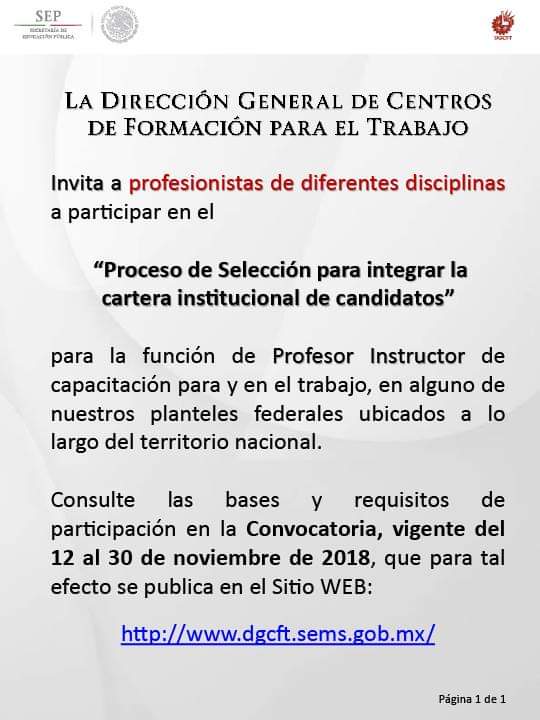 SEP
SECRETARÍA DE
EDUCACIÓN PÚBLICA
DGCFT
LA DIRECCIÓN GENERAL DE CENTROS
DE FORMACIÓN PARA EL TRABAJO
Invita a profesionistas de diferentes disciplinas
a participar en el
“Proceso de Selección para integrar la
cartera institucional de candidatos”
para la función de Profesor Instructor de
capacitación para y en el trabajo, en alguno de
nuestros planteles federales ubicados a lo
largo del territorio nacional.
Consulte las bases y requisitos de
participación en la Convocatoria, vigente del
12 al 30 de noviembre de 2018, que para tal
efecto se publica en el Sitio WEB:
http://www.dgcft.sems.gob.mx/
Página 1 de 1